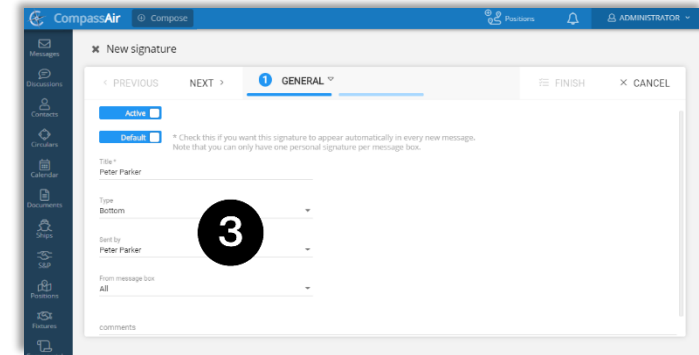 CompassAir
Compose
Positions
ADMINISTRATOR
Messages
Discussions
Contacts
Circulars
Calendar
Documents
Ships
S&P
Positions
Fixtures
✖ New signature
< PREVIOUS
NEXT >
1 GENERAL
FINISH
× CANCEL
Active
Default
* Check this if you want this signature to appear automatically in every new message.
Note that you can only have one personal signature per message box.
Title *
Peter Parker
Type
Bottom
3
Sent by
Peter Parker
From message box
All
comments